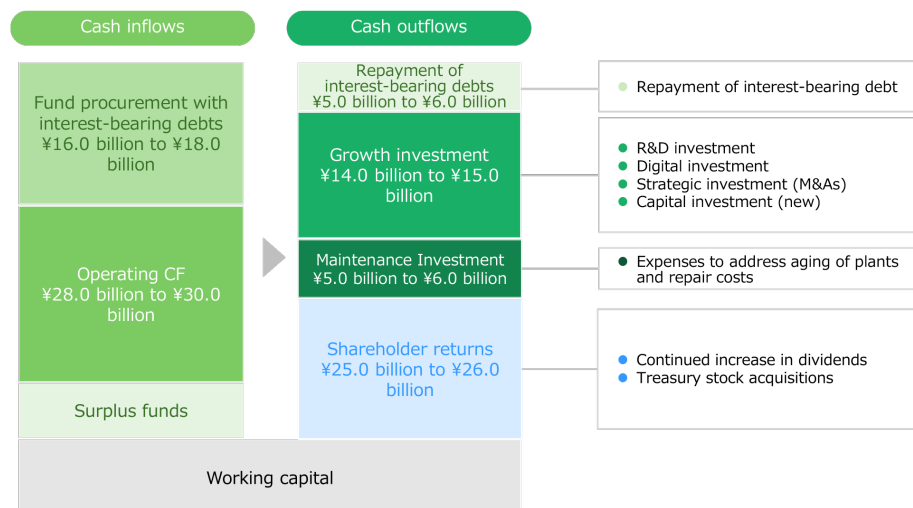 Cash inflows
Cash outflows
Fund procurement with
interest-bearing debts
¥16.0 billion to ¥18.0
billion
Operating CF
¥28.0 billion to ¥30.0
billion
Surplus funds
Repayment of
interest-bearing debts
¥5.0 billion to ¥6.0 billion
Growth investment
¥14.0 billion to ¥15.0
billion
Maintenance Investment
¥5.0 billion to ¥6.0 billion
Shareholder returns
¥25.0 billion to ¥26.0
billion
Working capital
Repayment of interest-bearing debt
R&D investment
Digital investment
Strategic investment (M&As)
Capital investment (new)
Expenses to address aging of plants
and repair costs
Continued increase in dividends
Treasury stock acquisitions